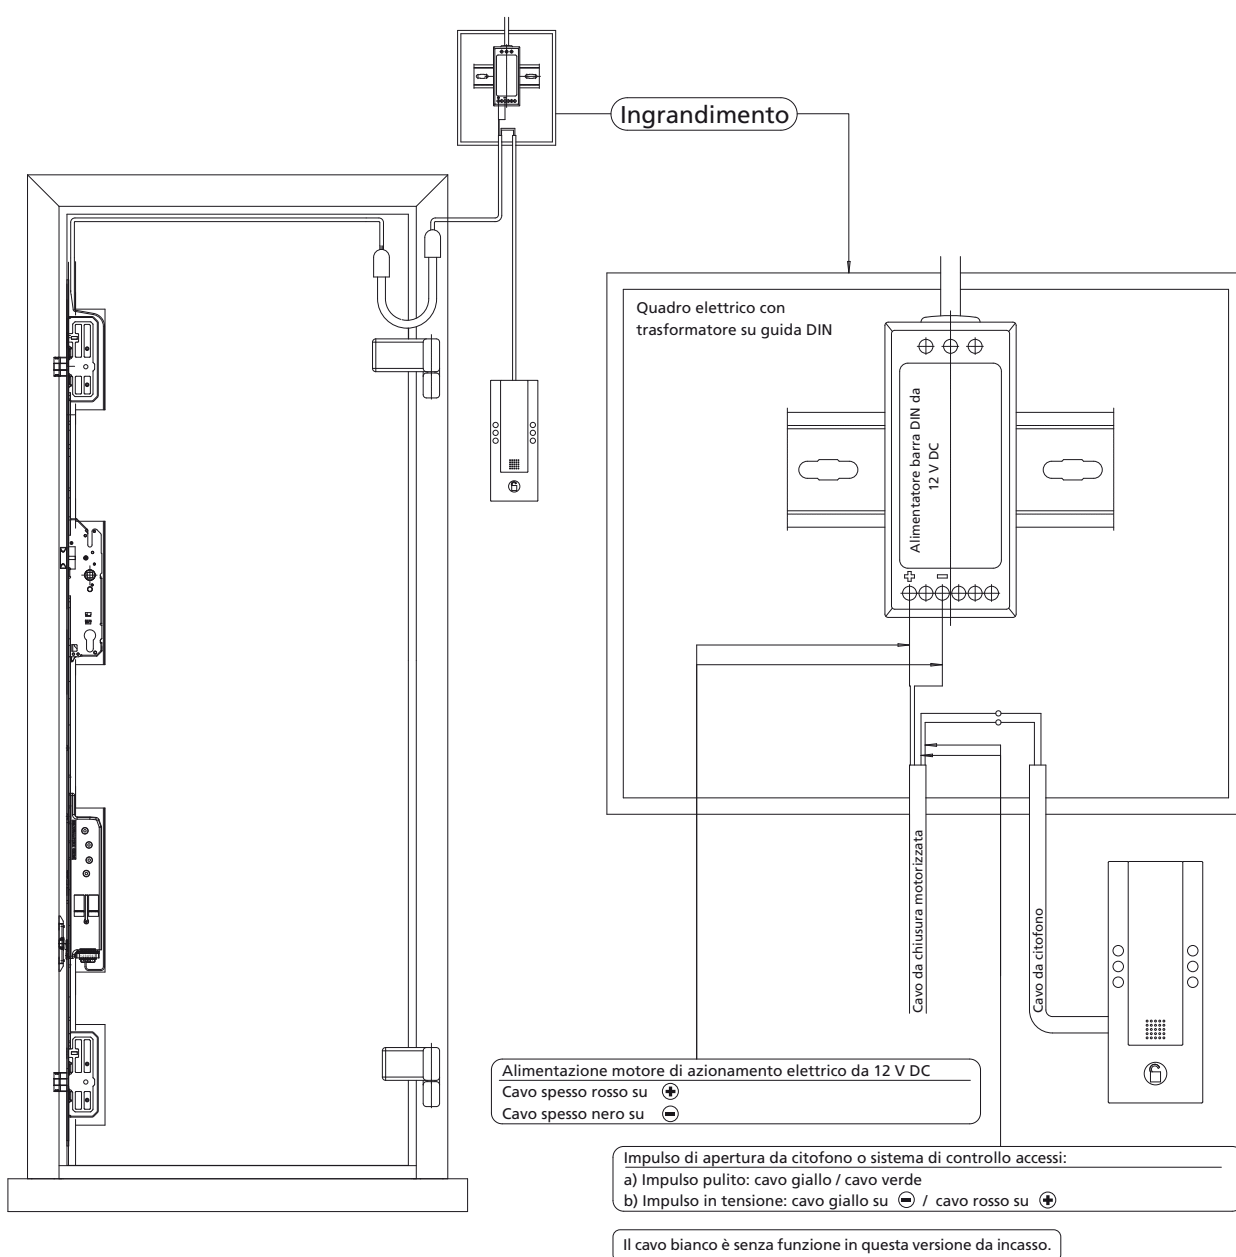 Ingrandimento
Quadro elettrico con
trasformatore su guida DIN
Alimentatore barra DIN da
12 V DC
Cavo da chiusura motorizzata
Cavo da citofono
Alimentazione motore di azionamento elettrico da 12 V DC
Cavo spesso rosso su ⊕
Cavo spesso nero su ⊖
Impulso di apertura da citofono o sistema di controllo accessi:
a) Impulso pulito: cavo giallo / cavo verde
b) Impulso in tensione: cavo giallo su ⊖ / cavo rosso su ⊕
Il cavo bianco è senza funzione in questa versione da incasso.